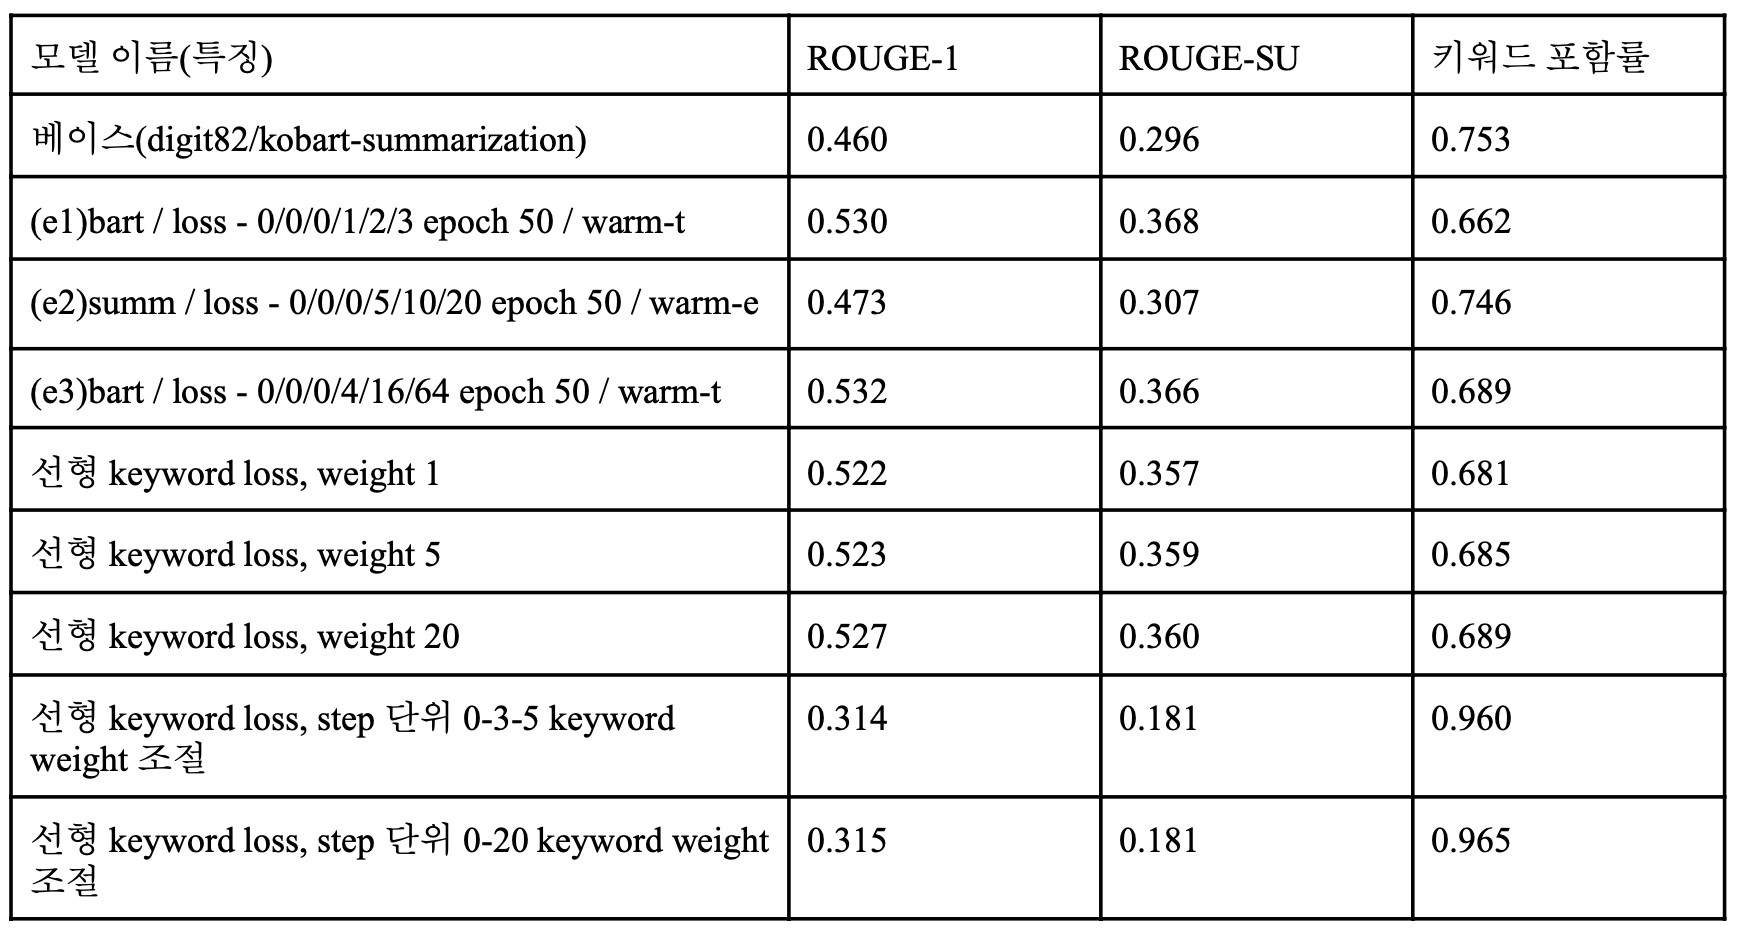 모델 이름(특징) ROUGE-1 ROUGE-SU 키워드 포함률
베이스(digit82/kobart-summarization) 0.460 0.296 0.753
(e1)bart / loss - 0/0/0/1/2/3 epoch 50 / warm-t 0.530 0.368 0.662
(e2)summ / loss - 0/0/0/5/10/20 epoch 50 / warm-e 0.473 0.307 0.746
(e3)bart / loss - 0/0/0/4/16/64 epoch 50 / warm-t 0.532 0.366 0.689
선형 keyword loss, weight 1 0.522 0.357 0.681
선형 keyword loss, weight 5 0.523 0.359 0.685
선형 keyword loss, weight 20 0.527 0.360 0.689
선형 keyword loss, step 단위 0-3-5 keyword 0.314 0.181 0.960
weight 조절
선형 keyword loss, step 단위 0-20 keyword weight 0.315 0.181 0.965
조절